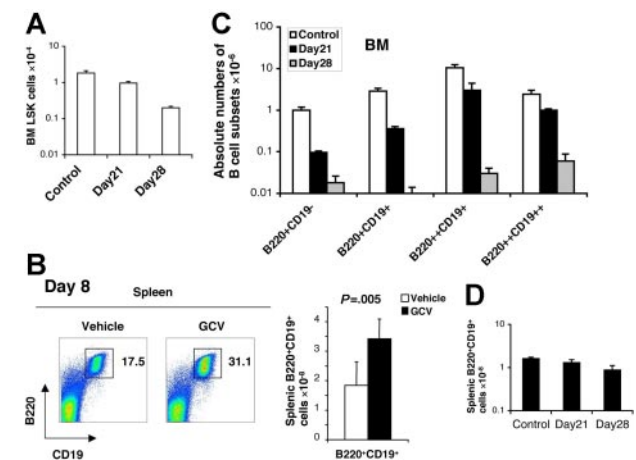 A
BM LSK cells ×10⁻⁴
10
1
0.1
0.01
Control
Day21
Day28
C
Absolute numbers of
B cell subsets ×10⁻⁶
100
10
1
0.1
0.01
Control
Day21
Day28
BM
B220+CD19-
B220+CD19+
B220++CD19+
B220++CD19++
B
Day 8
Spleen
Vehicle
GCV
17.5
31.1
B220
CD19
P=.005
Vehicle
GCV
Splenic B220⁺CD19⁺
cells ×10⁻⁸
4
3
2
1
0
B220⁺CD19⁺
D
Splenic B220⁺CD19⁺
cells ×10⁻⁸
10
1
0.1
Control
Day21
Day28